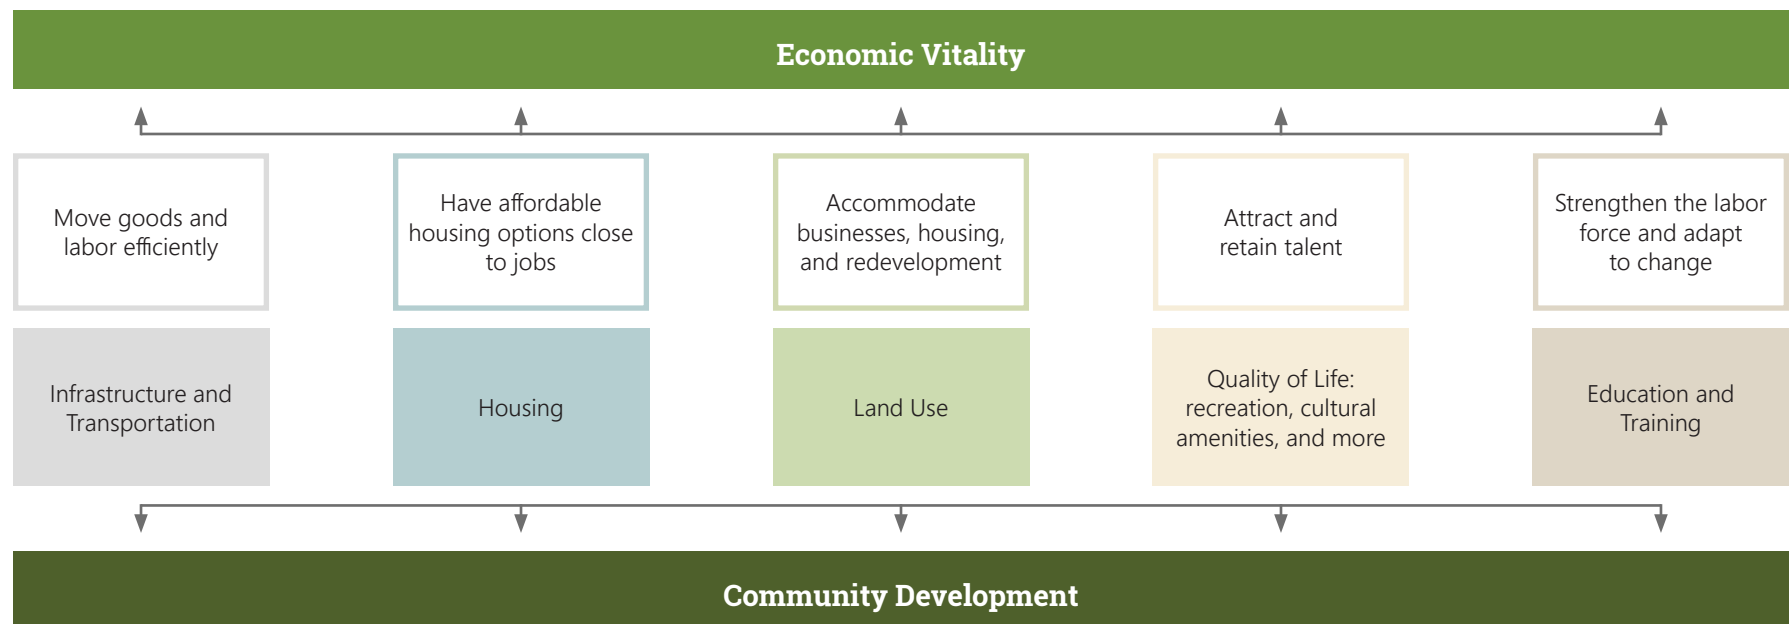 Economic Vitality
Move goods and
labor efficiently
Have affordable
housing options close
to jobs
Accommodate
businesses, housing,
and redevelopment
Attract and
retain talent
Strengthen the labor
force and adapt
to change
Infrastructure and
Transportation
Housing
Land Use
Quality of Life:
recreation, cultural
amenities, and more
Education and
Training
Community Development